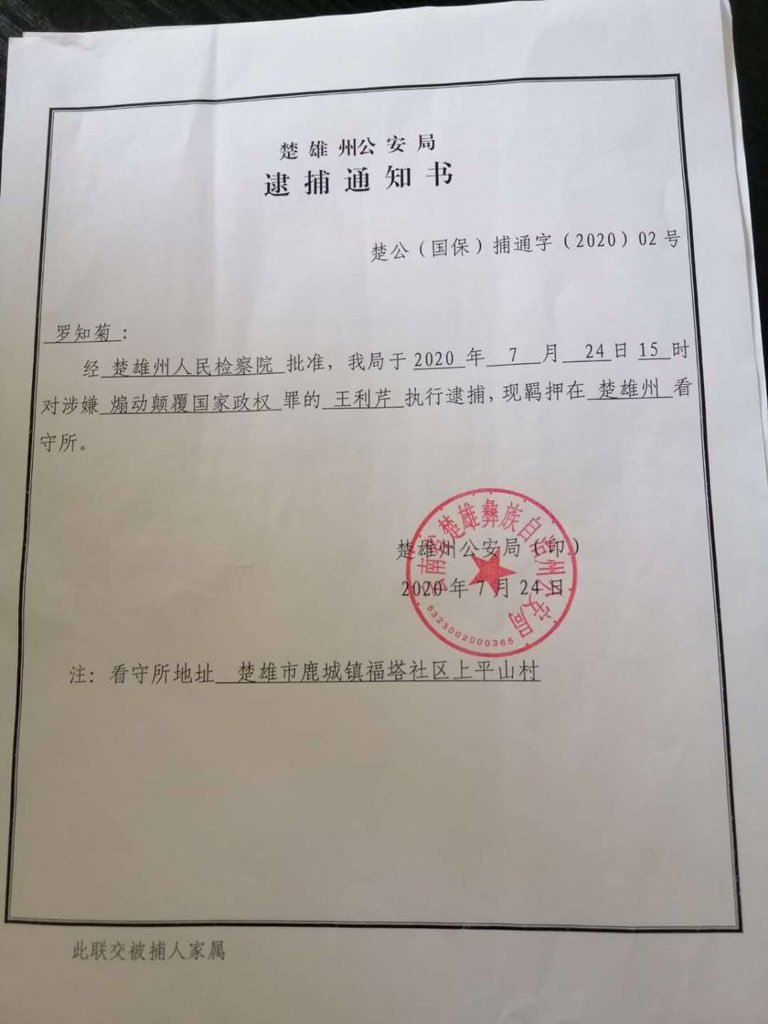 楚雄州公安局
逮捕通知书
楚公（国保）捕通字（2020）02号
罗知菊：
经 楚雄州人民检察院 批准，我局于 2020 年 7 月 24 日 15 时
对涉嫌 煽动颠覆国家政权 罪的 王利芹 执行逮捕，现羁押在 楚雄州 看
守所。
云南省楚雄彝族自治州公安局
楚雄州公安局（印）
2020年7月24日
5323002000365
注：看守所地址 楚雄市鹿城镇福塔社区上平山村
此联交被捕人家属